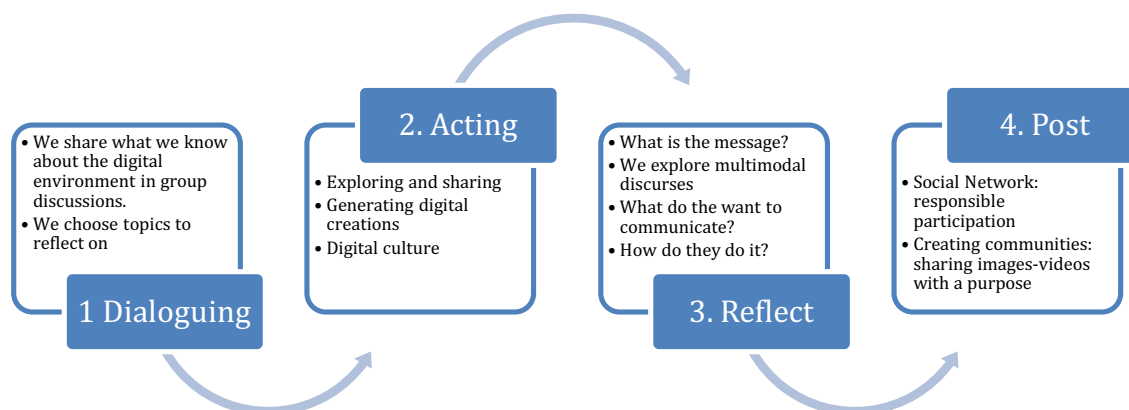 • We share what we know
about the digital
environment in group
discussions.
• We choose topics to
reflect on
1 Dialoguing
2. Acting
• Exploring and sharing
• Generating digital
creations
• Digital culture
• What is the message?
• We explore multimodal
discurses
• What do the want to
communicate?
• How do they do it?
3. Reflect
4. Post
• Social Network:
responsible
participation
• Creating communities:
sharing images-videos
with a purpose